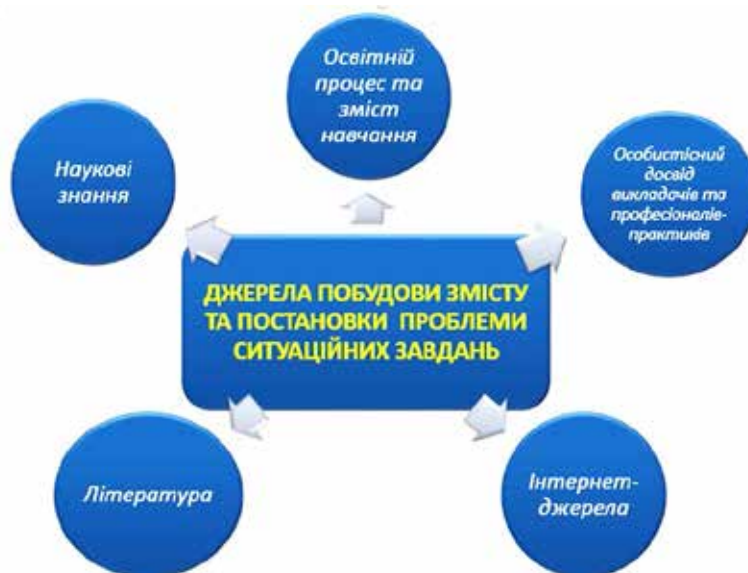 Освітній
процес та
зміст
навчання
Наукові
знання
Особистісний
досвід
викладачів та
професіоналів-
практиків
ДЖЕРЕЛА ПОБУДОВИ ЗМІСТУ
ТА ПОСТАНОВКИ ПРОБЛЕМИ
СИТУАЦІЙНИХ ЗАВДАНЬ
Література
Інтернет-
джерела